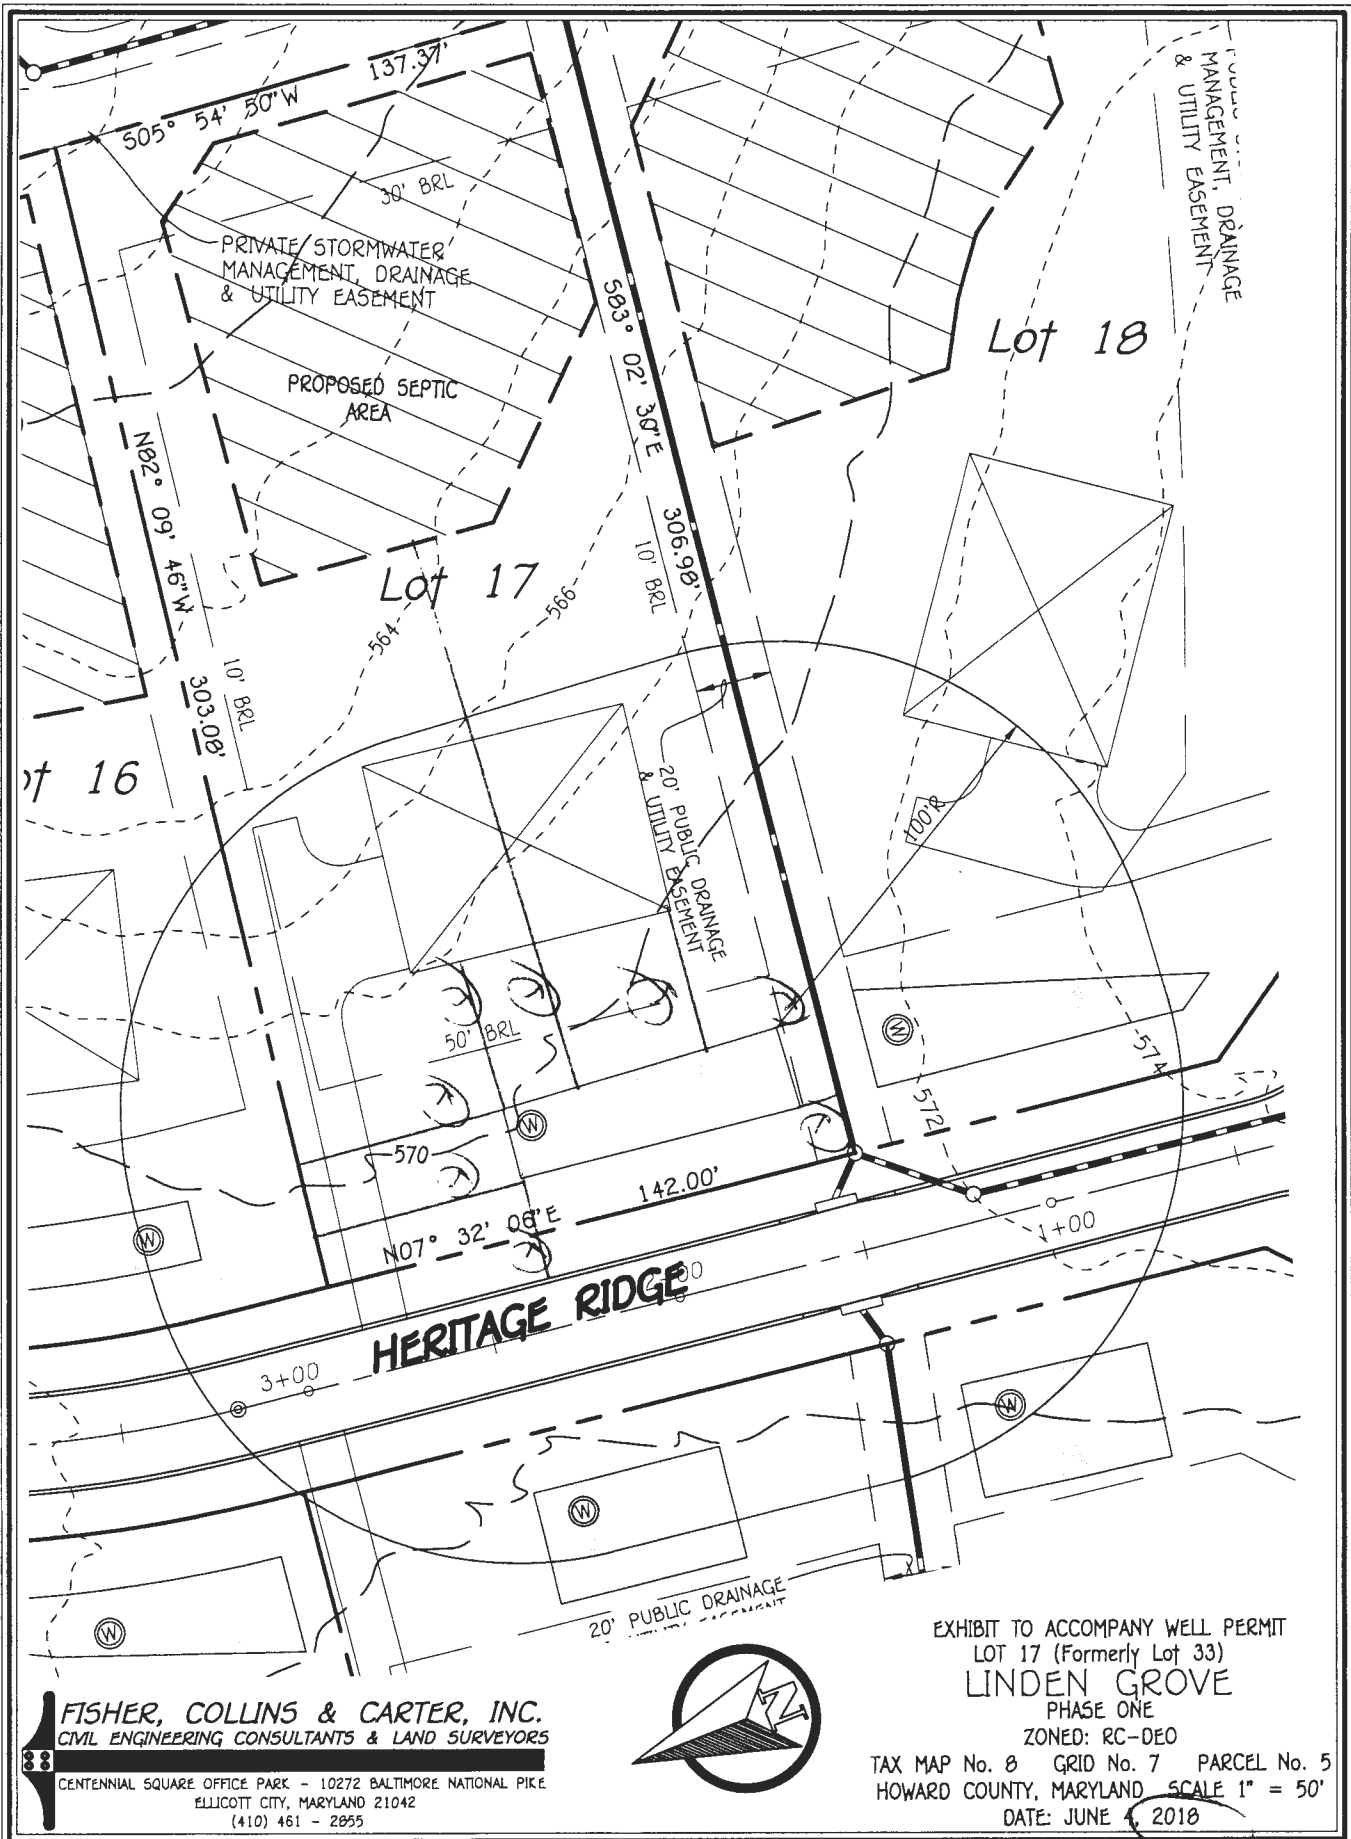 137.37'
S05° 54' 50"W
MANAGEMENT, DRAINAGE
& UTILITY EASEMENT
30' BRL
PRIVATE STORMWATER
MANAGEMENT, DRAINAGE
& UTILITY EASEMENT
Lot 18
S83° 02' 30"E
306.98'
PROPOSED SEPTIC
AREA
N82° 09' 46"W
303.08'
10' BRL
Lot 17
566
564
10' BRL
16
20' PUBLIC DRAINAGE
& UTILITY EASEMENT
100'R
50' BRL
W
574
572
W
570
142.00'
N07° 32' 06"E
W
1+00
HERITAGE RIDGE
3+00
W
W
W
20' PUBLIC DRAINAGE
EXHIBIT TO ACCOMPANY WELL PERMIT
LOT 17 (Formerly Lot 33)
LINDEN GROVE
PHASE ONE
ZONED: RC-DEO
TAX MAP No. 8 GRID No. 7 PARCEL No. 5
HOWARD COUNTY, MARYLAND SCALE 1" = 50'
DATE: JUNE 4, 2018
N
FISHER, COLLINS & CARTER, INC.
CIVIL ENGINEERING CONSULTANTS & LAND SURVEYORS
CENTENNIAL SQUARE OFFICE PARK - 10272 BALTIMORE NATIONAL PIKE
ELLICOTT CITY, MARYLAND 21042
(410) 461 - 2855